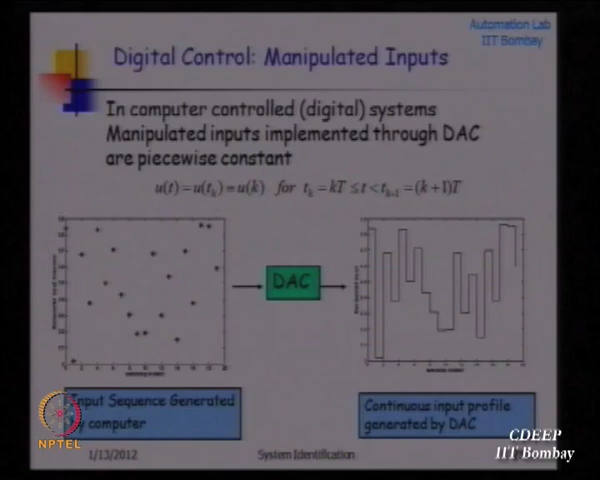 Automation Lab
IIT Bombay
Digital Control: Manipulated Inputs
In computer controlled (digital) systems
Manipulated inputs implemented through DAC
are piecewise constant
u(t) = u(t_k) = u(k) for t_k = kT ≤ t < t_{k+1} = (k+1)T
DAC
Input Sequence Generated
by computer
Continuous input profile
generated by DAC
NPTEL
1/13/2012
System Identification
CDEEP
IIT Bombay